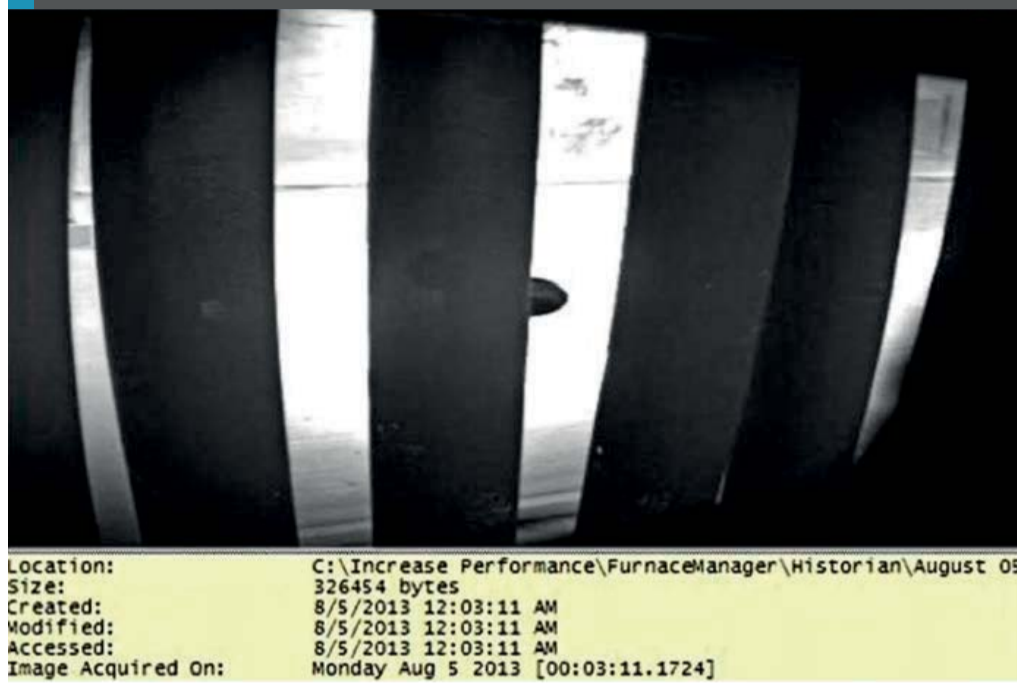 Location: C:\Increase Performance\FurnaceManager\Historian\August 05
Size: 326454 bytes
Created: 8/5/2013 12:03:11 AM
Modified: 8/5/2013 12:03:11 AM
Accessed: 8/5/2013 12:03:11 AM
Image Acquired On: Monday Aug 5 2013 [00:03:11.1724]